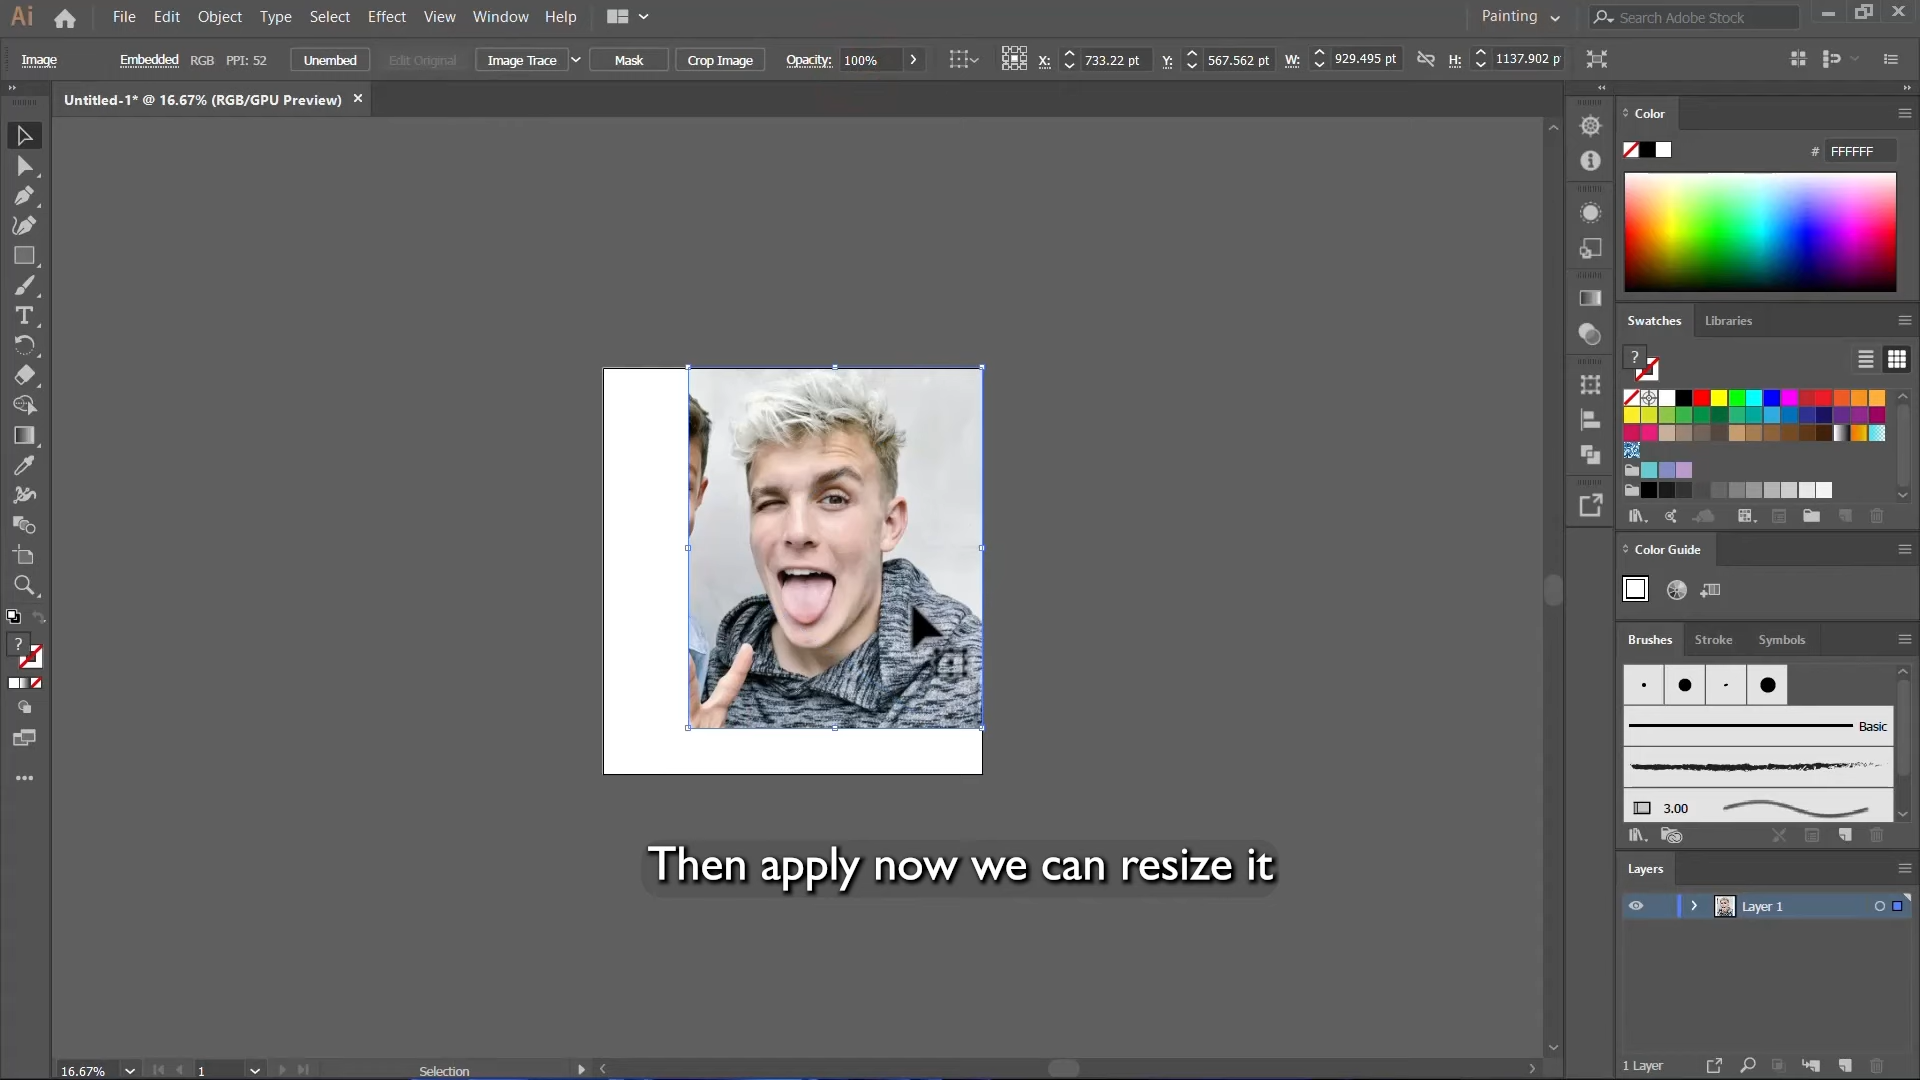 Ai File Edit Object Type Select Effect View Window Help Painting Search Adobe Stock
Image Embedded RGB PPI: 52 Unembed Edit Original Image Trace Mask Crop Image Opacity: 100% X: 733.22 pt Y: 567.562 pt W: 929.495 pt H: 1137.902 p
Untitled-1* @ 16.67% (RGB/GPU Preview)
Color
# FFFFFF
Swatches Libraries
Color Guide
Brushes Stroke Symbols
Basic
3.00
Then apply now we can resize it
Layers
Layer 1
1 Layer
16.67% 1 Selection